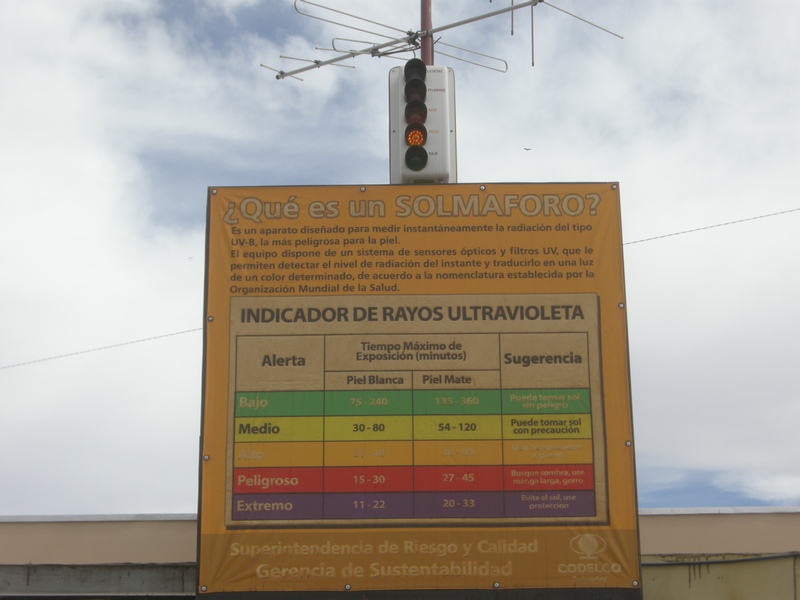 ¿Qué es un SOLMAFORO?
Es un aparato diseñado para medir instantáneamente la radiación del tipo
UV-B, la más peligrosa para la piel.
El equipo dispone de un sistema de sensores ópticos y filtros UV, que le
permiten detectar el nivel de radiación del instante y traducirlo en una luz
de un color determinado, de acuerdo a la nomenclatura establecida por la
Organización Mundial de la Salud.
INDICADOR DE RAYOS ULTRAVIOLETA
Alerta
Tiempo Máximo de
Exposición (minutos)
Sugerencia
Piel Blanca Piel Mate
Bajo 75 - 240 135 - 360 Puede tomar sol
sin peligro
Medio 30 - 80 54 - 120 Puede tomar sol
con precaución
Alto
Peligroso 15 - 30 27 - 45 Busque sombra, use
manga larga, gorro
Extremo 11 - 22 20 - 33 Evite el sol, use
protección
Superintendencia de Riesgo y Calidad
Gerencia de Sustentabilidad
CODELCO